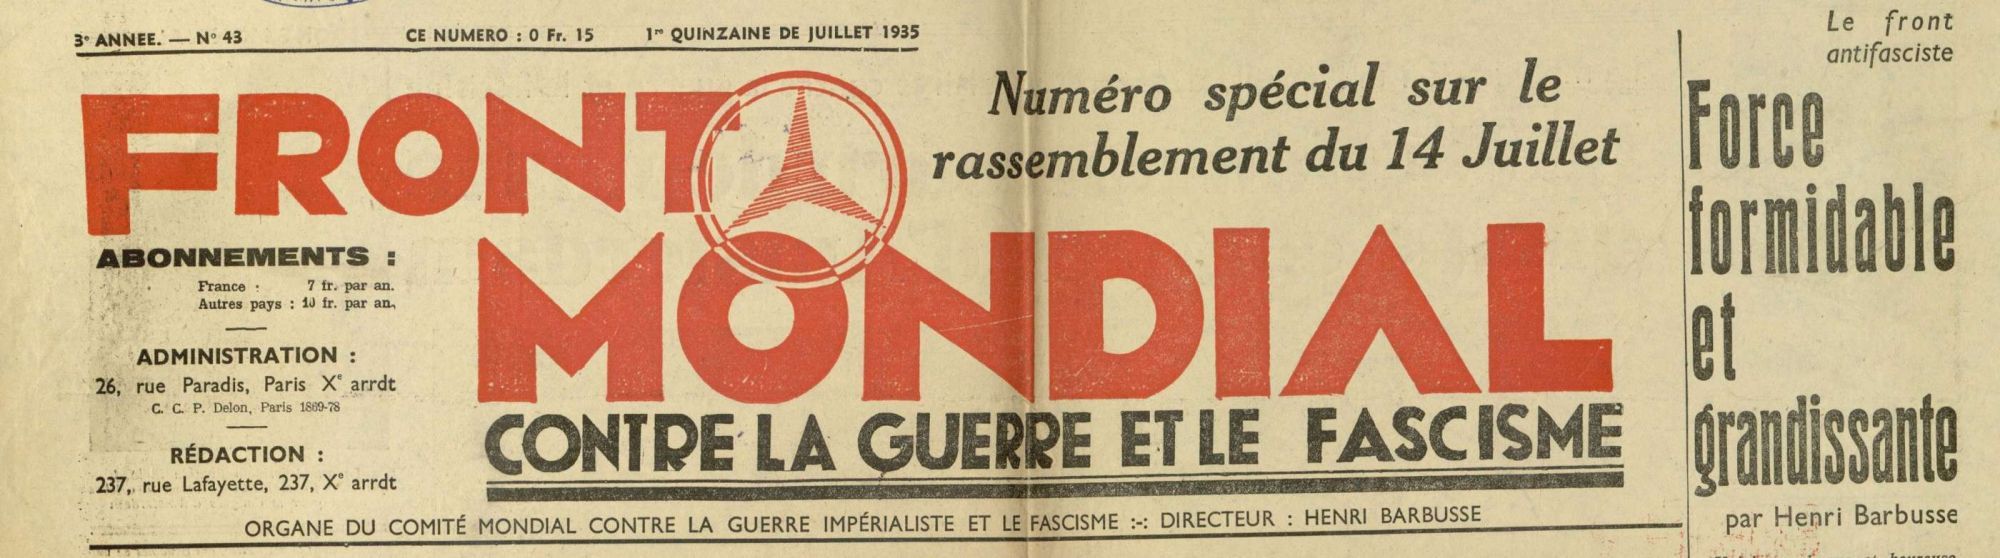 3e ANNEE. — No 43
CE NUMERO : 0 Fr. 15
1re QUINZAINE DE JUILLET 1935
FRONT
MONDIAL
CONTRE LA GUERRE ET LE FASCISME
Numéro spécial sur le
rassemblement du 14 Juillet
ABONNEMENTS :
France : 7 fr. par an.
Autres pays : 10 fr. par an,
ADMINISTRATION :
26, rue Paradis, Paris Xe arrdt
C. C. P. Delon, Paris 1869-78
RÉDACTION :
237, rue Lafayette, 237, Xe arrdt
ORGANE DU COMITÉ MONDIAL CONTRE LA GUERRE IMPÉRIALISTE ET LE FASCISME :-: DIRECTEUR : HENRI BARBUSSE
Le front
antifasciste
Force
formidable
et
grandissante
par Henri Barbusse